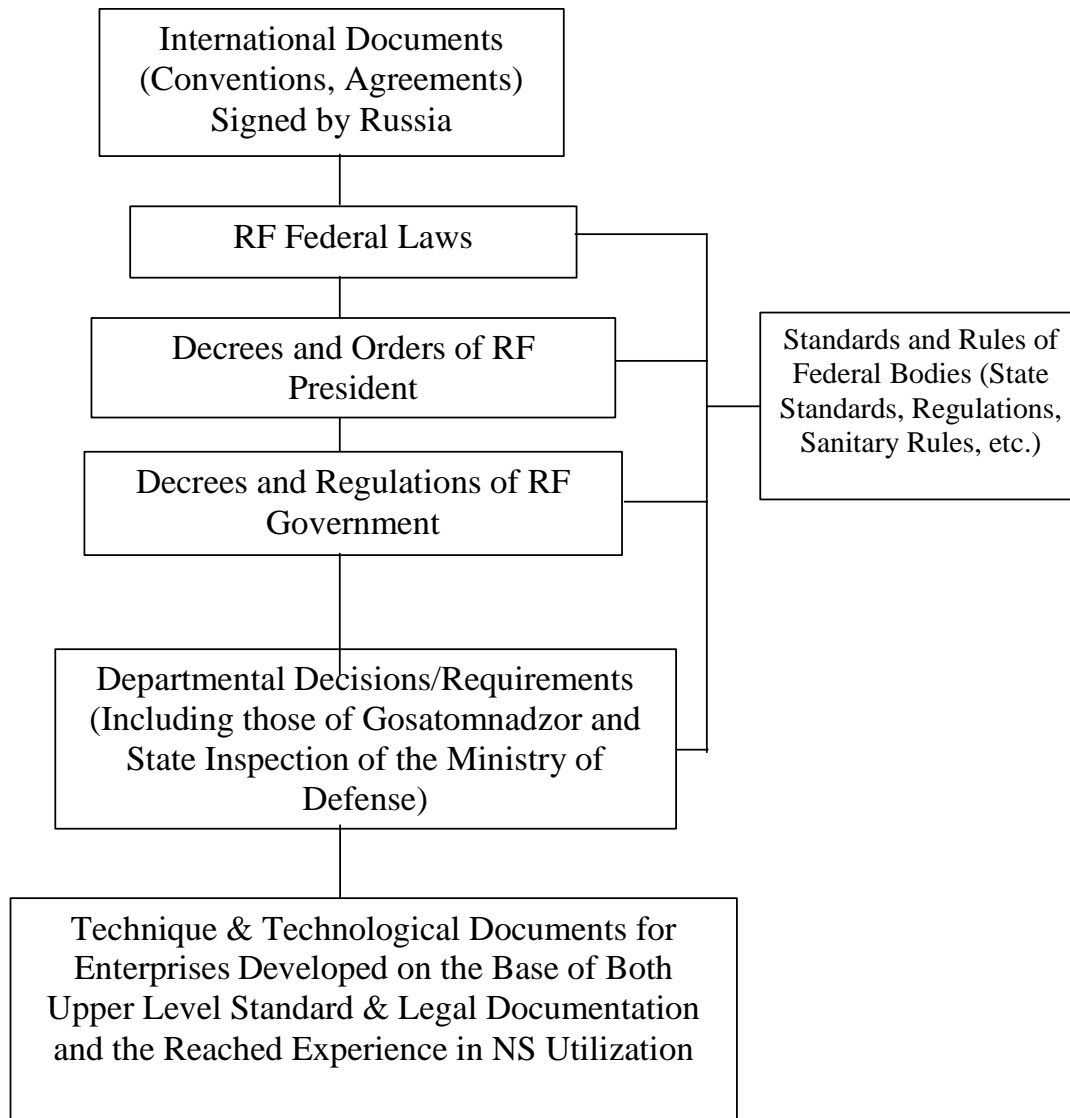 International Documents
(Conventions, Agreements)
Signed by Russia
RF Federal Laws
Decrees and Orders of RF
President
Standards and Rules of
Federal Bodies (State
Standards, Regulations,
Sanitary Rules, etc.)
Decrees and Regulations of RF
Government
Departmental Decisions/Requirements
(Including those of Gosatomnadzor and
State Inspection of the Ministry of
Defense)
Technique & Technological Documents for
Enterprises Developed on the Base of Both
Upper Level Standard & Legal Documentation
and the Reached Experience in NS Utilization